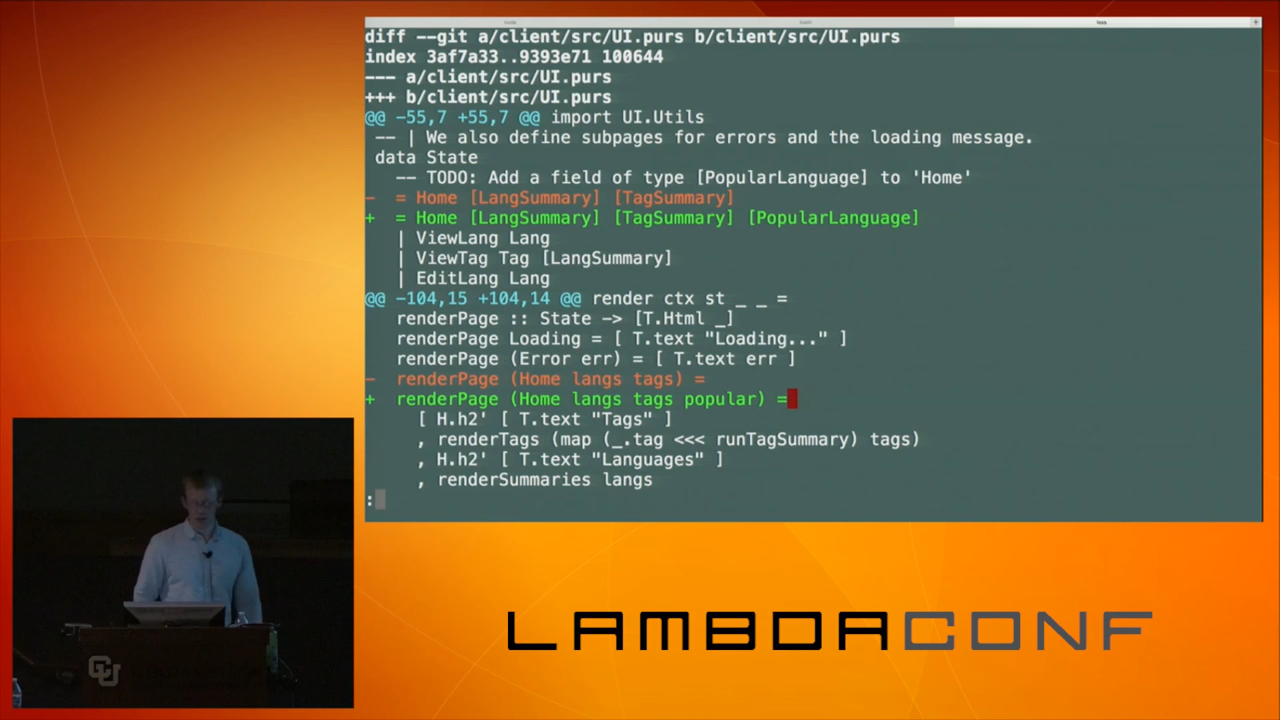 diff --git a/client/src/UI.purs b/client/src/UI.purs
index 3af7a33..9393e71 100644
--- a/client/src/UI.purs
+++ b/client/src/UI.purs
@@ -55,7 +55,7 @@ import UI.Utils
 -- | We also define subpages for errors and the loading message.
 data State
   -- TODO: Add a field of type [PopularLanguage] to 'Home'
-  = Home [LangSummary] [TagSummary]
+  = Home [LangSummary] [TagSummary] [PopularLanguage]
   | ViewLang Lang
   | ViewTag Tag [LangSummary]
   | EditLang Lang
@@ -104,15 +104,14 @@ render ctx st _ _ =
   renderPage :: State -> [T.Html _]
   renderPage Loading = [ T.text "Loading..." ]
   renderPage (Error err) = [ T.text err ]
-  renderPage (Home langs tags) =
+  renderPage (Home langs tags popular) =
     [ H.h2' [ T.text "Tags" ]
     , renderTags (map (_.tag <<< runTagSummary) tags)
     , H.h2' [ T.text "Languages" ]
     , renderSummaries langs
:
LAMBDACONF
CU